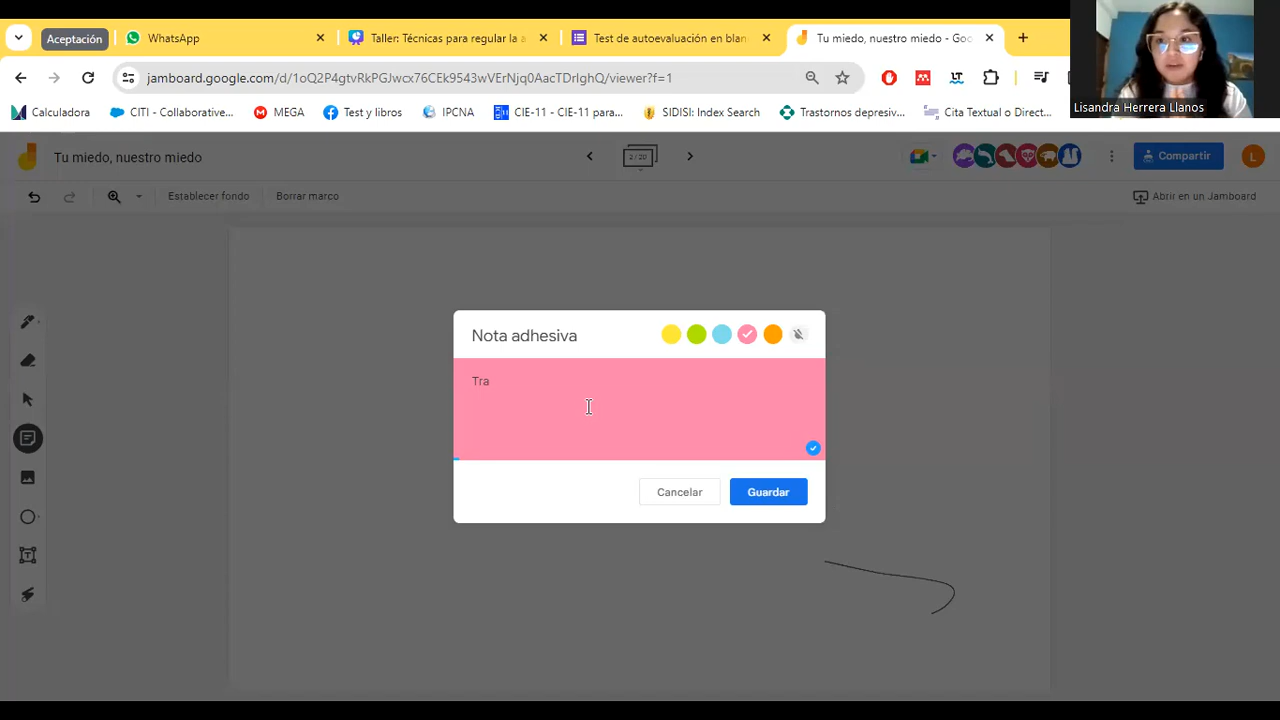 Aceptación
WhatsApp
Taller: Técnicas para regular la a
Test de autoevaluación en blan
Tu miedo, nuestro miedo - Goo
jamboard.google.com/d/1oQ2P4gtvRkPGJwcx76CEk9543wVErNjq0AacTDrIghQ/viewer?f=1
Calculadora
CITI - Collaborative...
MEGA
Test y libros
IPCNA
CIE-11 - CIE-11 para...
SIDISI: Index Search
Trastornos depresiv...
Cita Textual o Direct...
Lisandra Herrera Llanos
Tu miedo, nuestro miedo
2/20
Compartir
L
Establecer fondo
Borrar marco
Abrir en un Jamboard
Nota adhesiva
Tra
Cancelar
Guardar